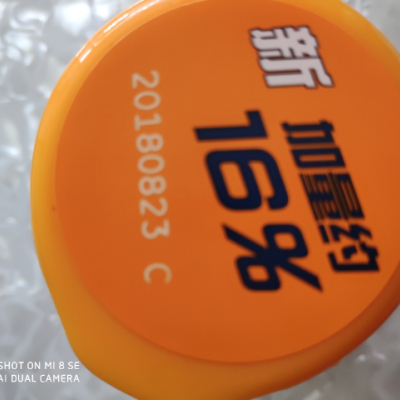 新
加量约
16%
20180823 C
SHOT ON MI 8 SE
AI DUAL CAMERA